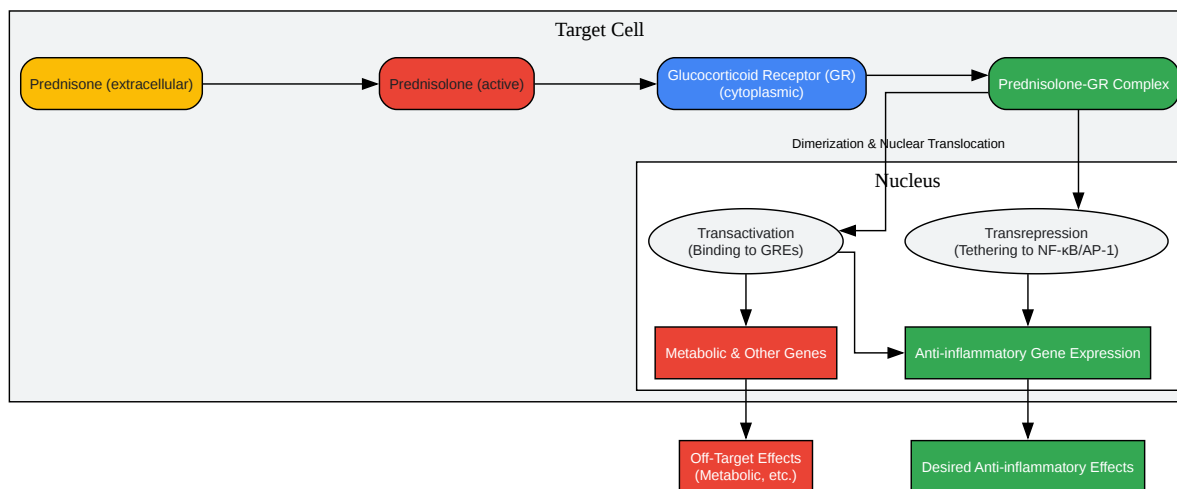 Target Cell
Prednisone (extracellular)
Prednisolone (active)
Glucocorticoid Receptor (GR)
(cytoplasmic)
Prednisolone-GR Complex
Dimerization & Nuclear Translocation
Nucleus
Transactivation
(Binding to GREs)
Transrepression
(Tethering to NF-κB/AP-1)
Metabolic & Other Genes
Anti-inflammatory Gene Expression
Off-Target Effects
(Metabolic, etc.)
Desired Anti-inflammatory Effects